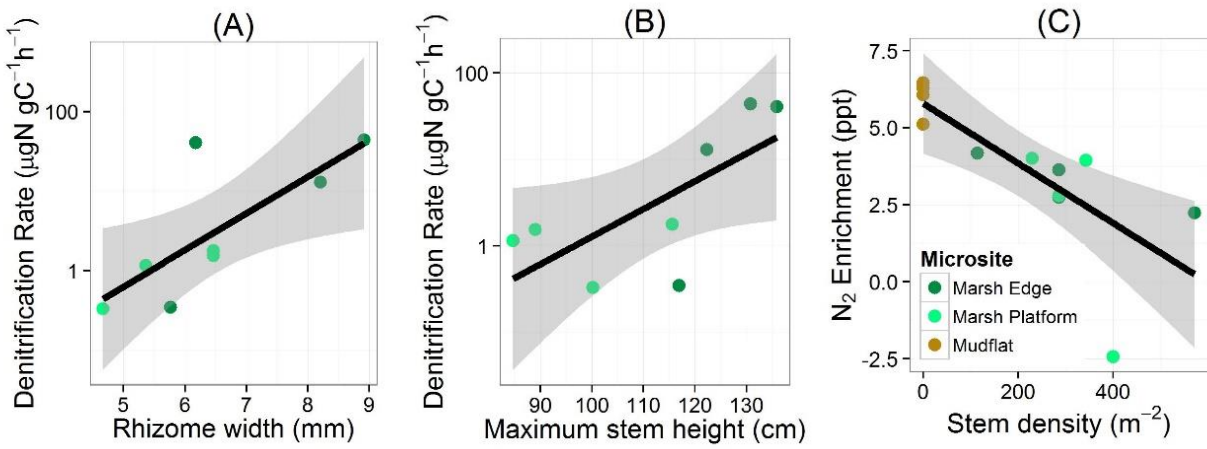 (A)
Denitrification Rate (µgN gC⁻¹h⁻¹)
100
1
5 6 7 8 9
Rhizome width (mm)
(B)
Denitrification Rate (µgN gC⁻¹h⁻¹)
100
1
90 100 110 120 130
Maximum stem height (cm)
(C)
N₂ Enrichment (ppt)
7.5
5.0
2.5
0.0
-2.5
Microsite
Marsh Edge
Marsh Platform
Mudflat
0 200 400
Stem density (m⁻²)